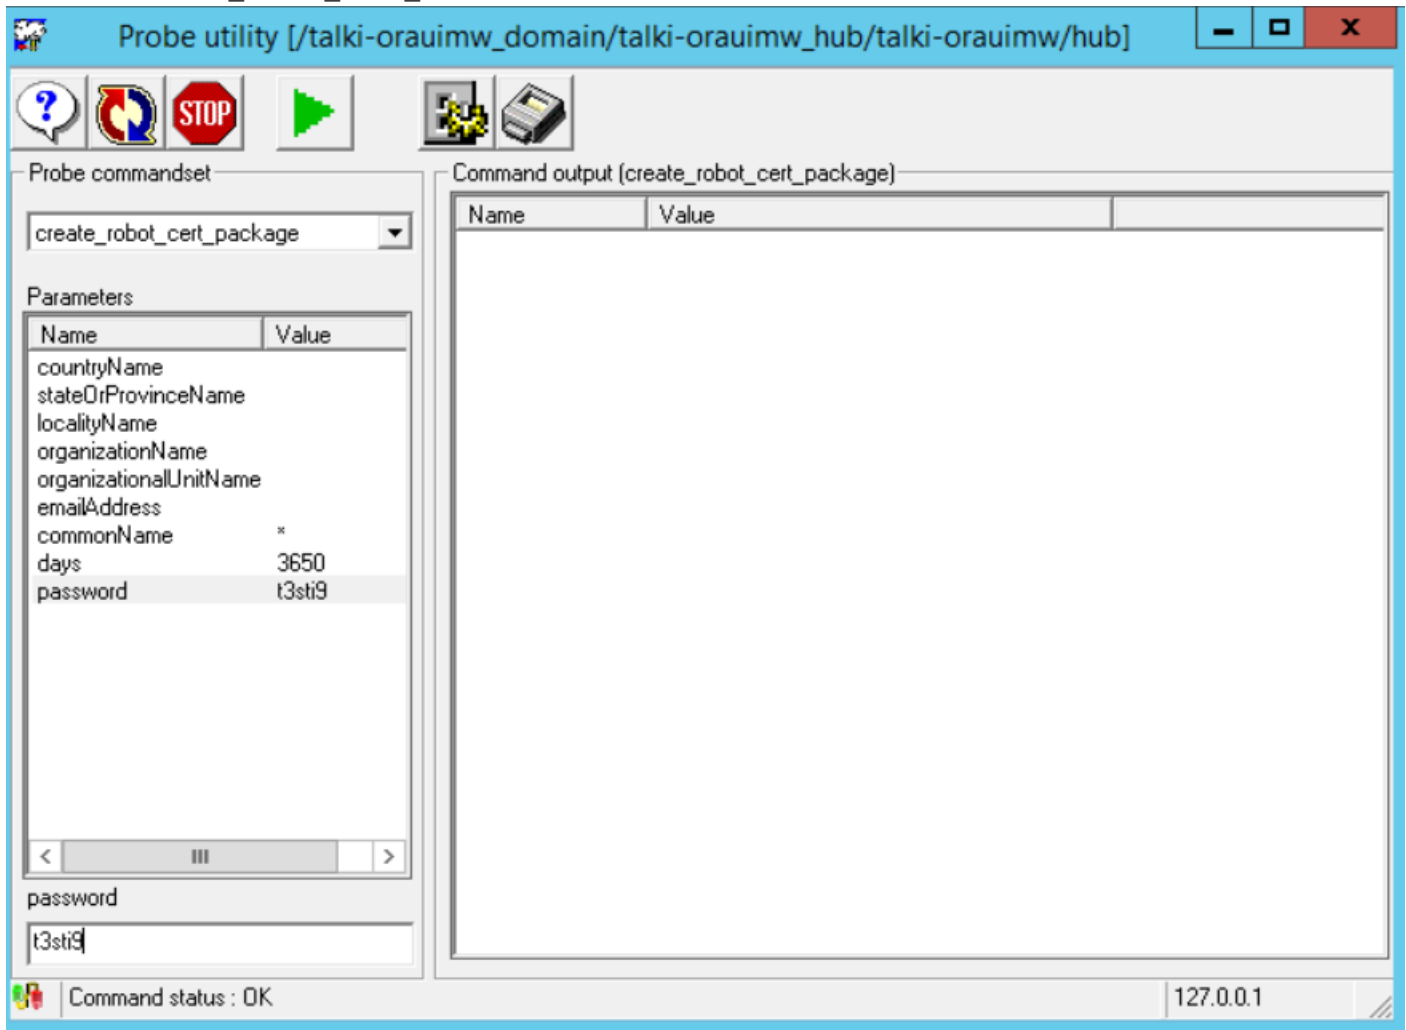 Probe utility [/talki-orauimw_domain/talki-orauimw_hub/talki-orauimw/hub]
STOP
Probe commandset
create_robot_cert_package
Parameters
Name Value
countryName
stateOrProvinceName
localityName
organizationName
organizationalUnitName
emailAddress
commonName *
days 3650
password t3sti9
password
t3sti9
Command output (create_robot_cert_package)
Name Value
Command status : OK
127.0.0.1